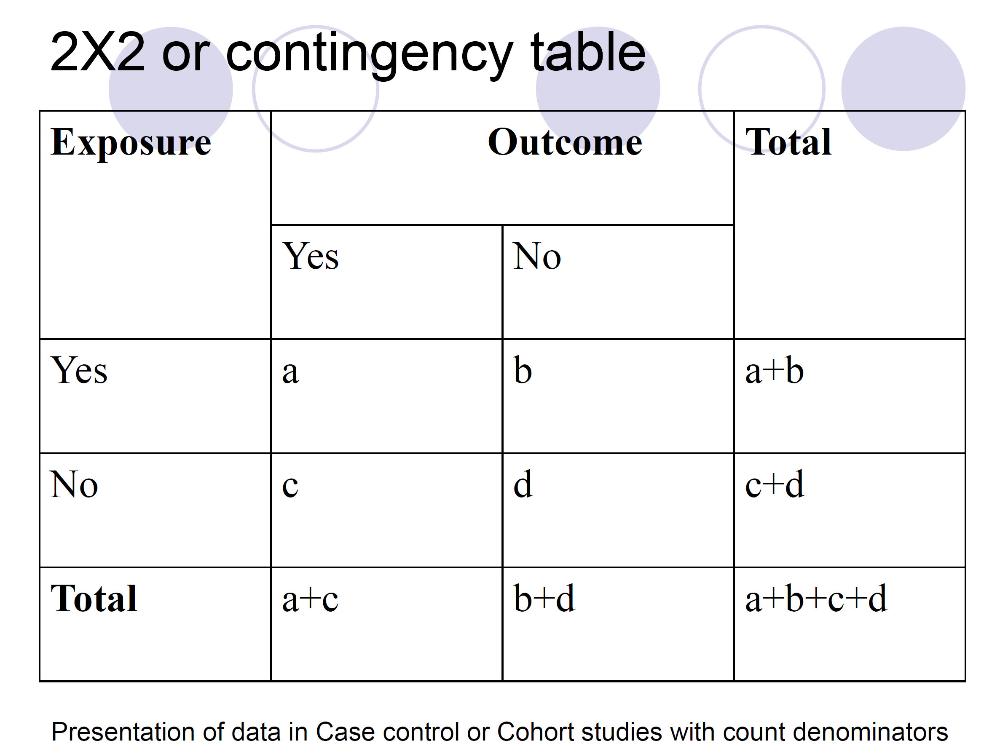 2X2 or contingency table
Exposure Outcome Total
Yes No
Yes a b a+b
No c d c+d
Total a+c b+d a+b+c+d
Presentation of data in Case control or Cohort studies with count denominators